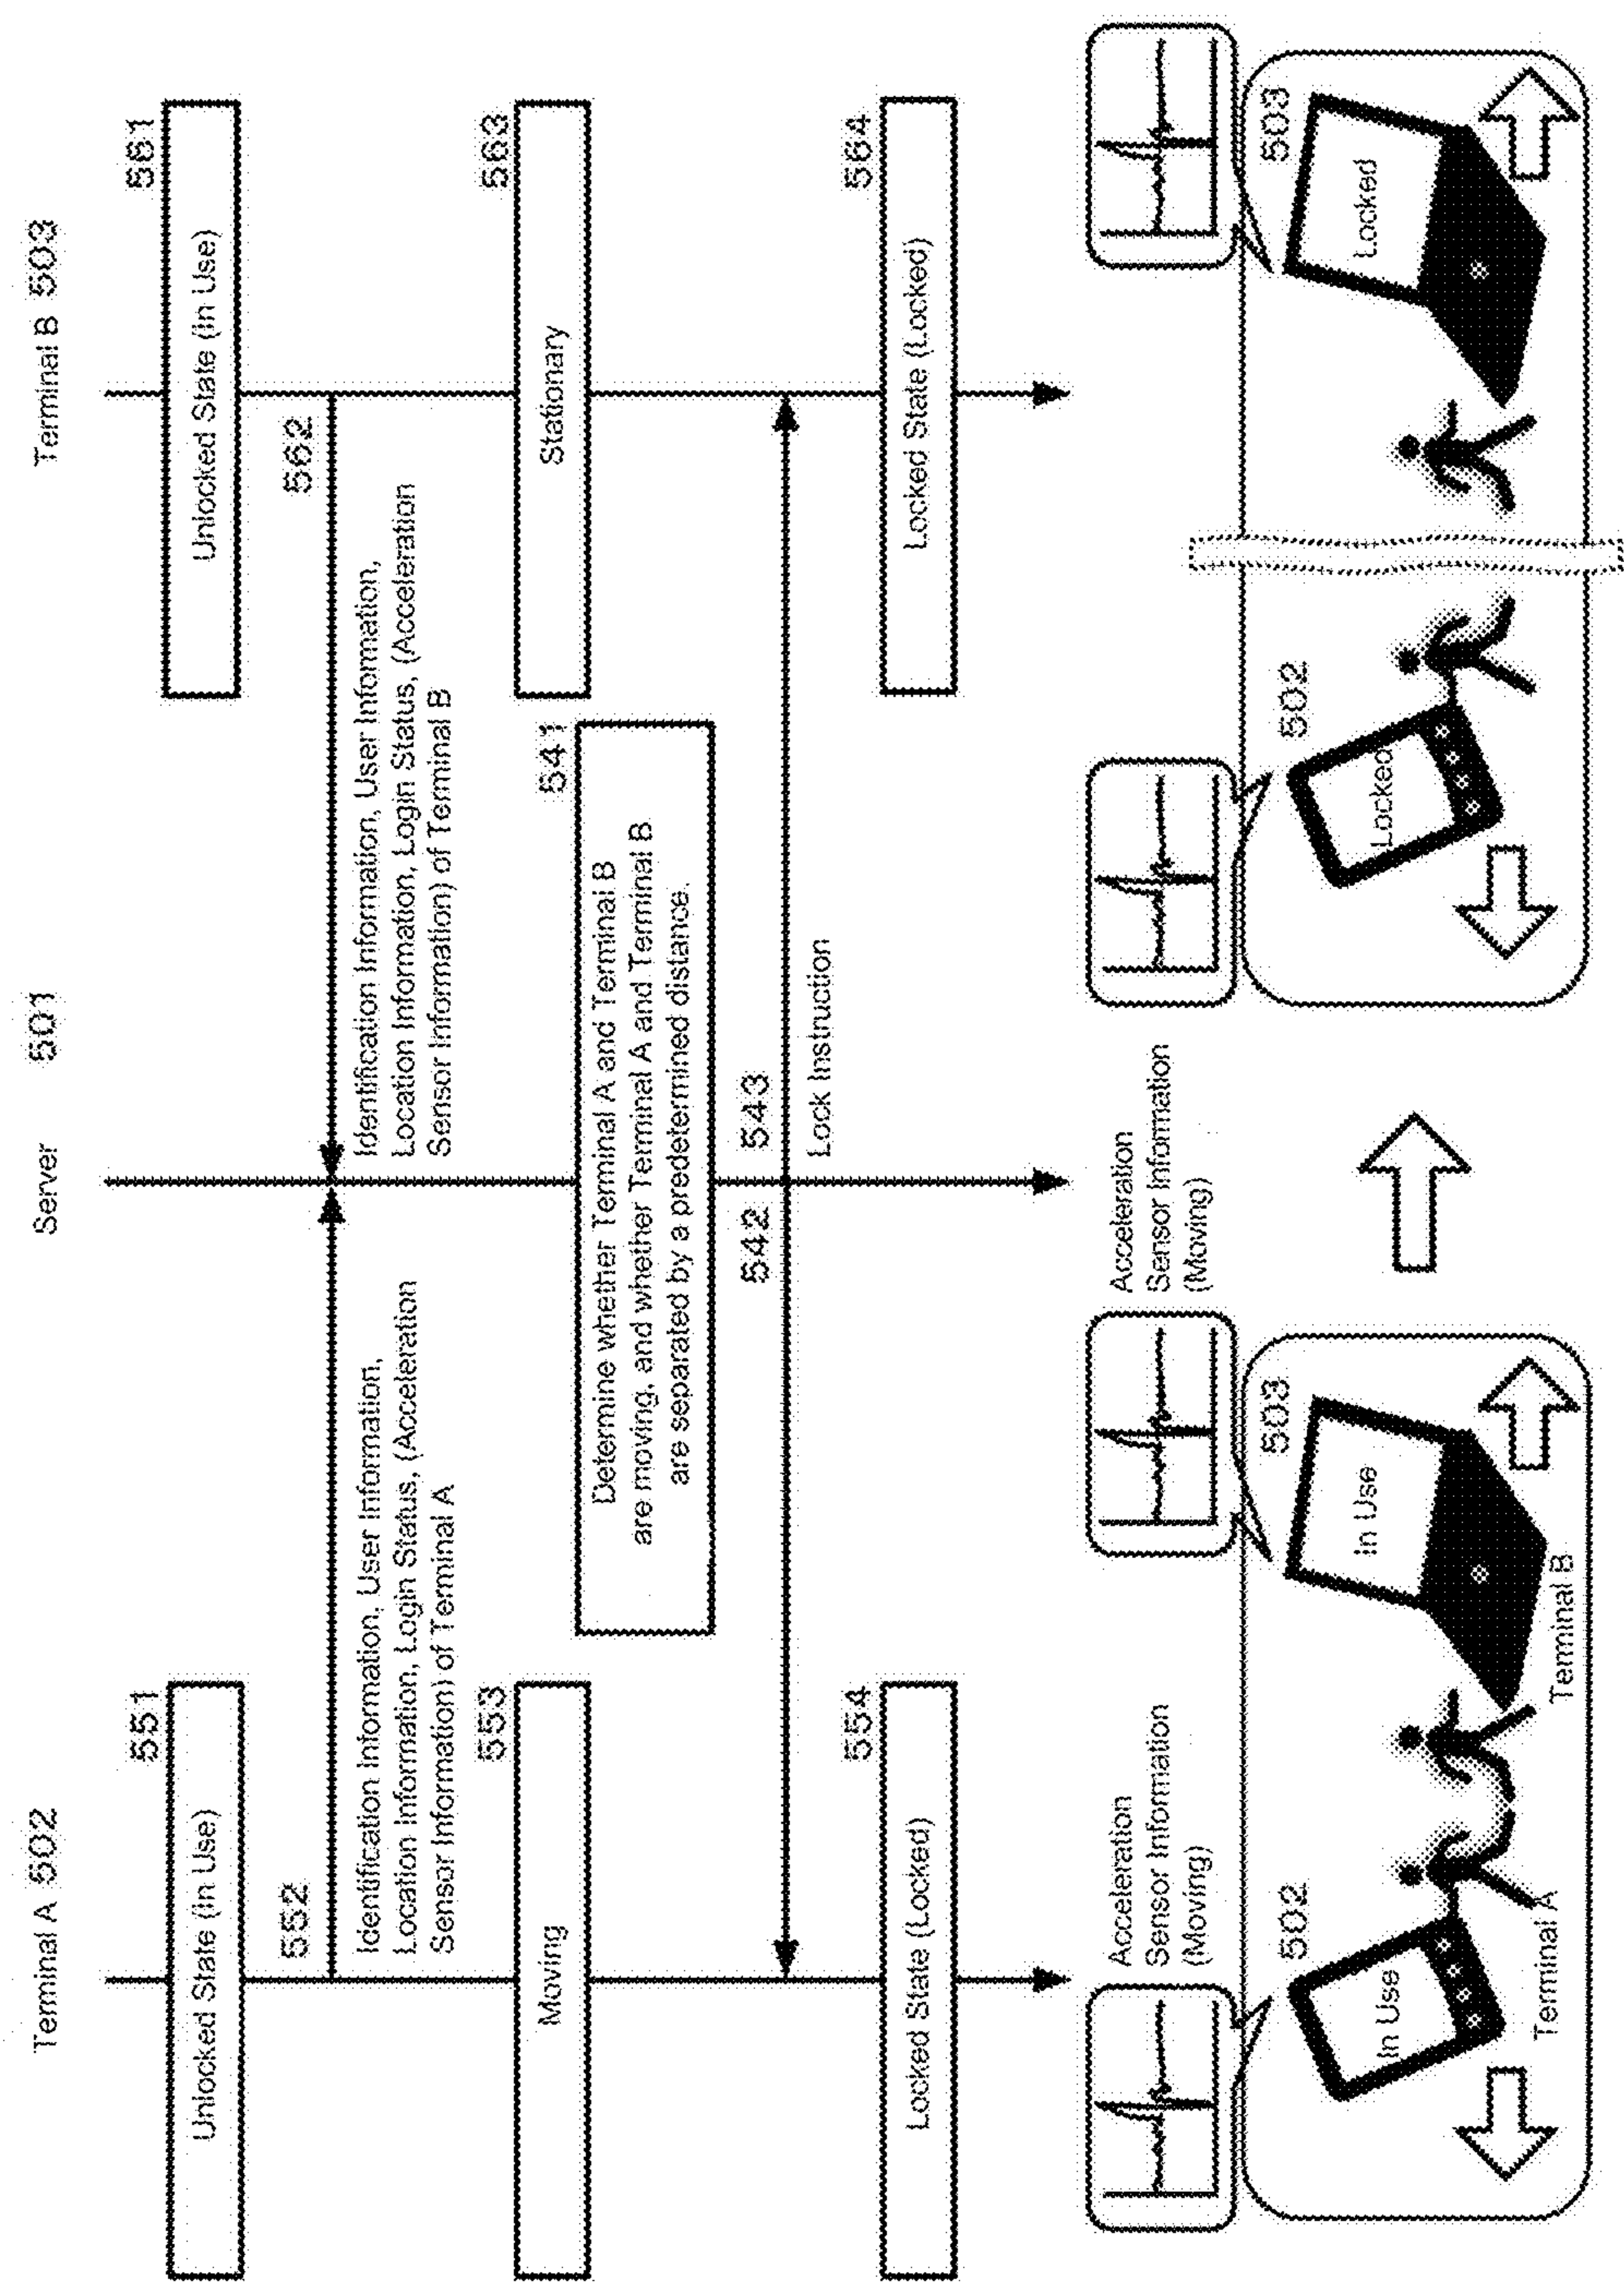 Terminal A 502
Server 501
Terminal B 503
551
Unlocked State (In Use)
561
Unlocked State (In Use)
552
562
Identification Information, User Information,
Location Information, Login Status, (Acceleration
Sensor Information) of Terminal A
Identification Information, User Information,
Location Information, Login Status, (Acceleration
Sensor Information) of Terminal B
553
Moving
563
Stationary
541
Determine whether Terminal A and Terminal B
are moving, and whether Terminal A and Terminal B
are separated by a predetermined distance.
542 543
Lock Instruction
554
Locked State (Locked)
564
Locked State (Locked)
Acceleration
Sensor Information
(Moving)
Acceleration
Sensor Information
(Moving)
502
In Use
Terminal A
503
In Use
Terminal B
502
Locked
503
Locked